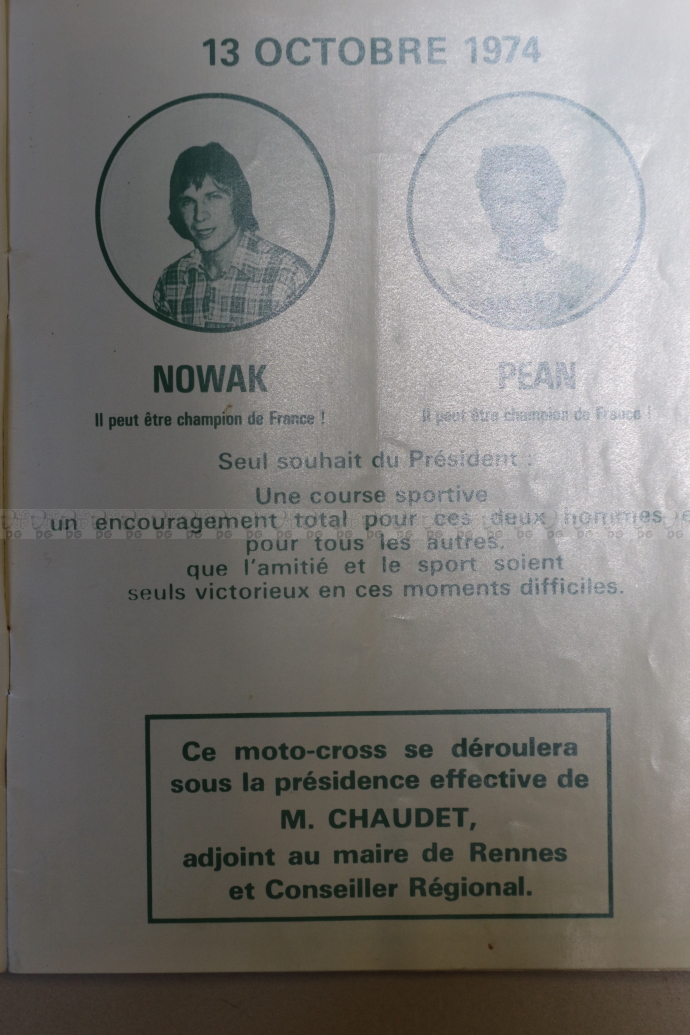 13 OCTOBRE 1974
NOWAK
PEAN
Il peut être champion de France !
Il peut être champion de France !
Seul souhait du Président :
Une course sportive
un encouragement total pour ces deux hommes et
pour tous les autres,
que l'amitié et le sport soient
seuls victorieux en ces moments difficiles.
Ce moto-cross se déroulera
sous la présidence effective de
M. CHAUDET,
adjoint au maire de Rennes
et Conseiller Régional.